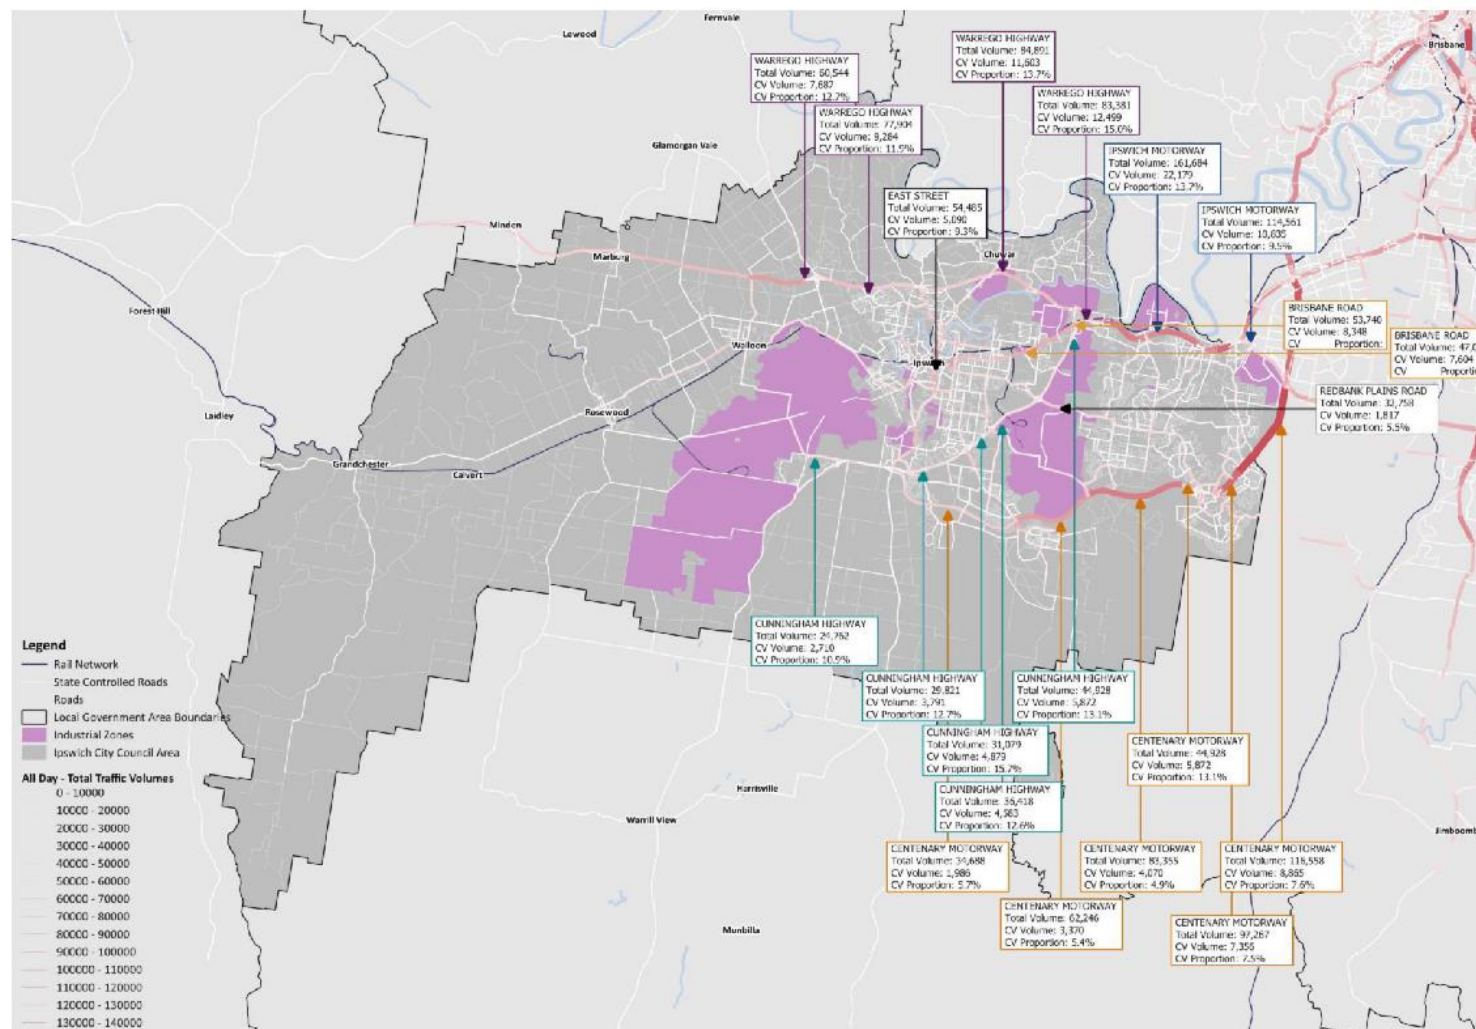 Fernvale
Lowood
Brisbane
WARREGO HIGHWAY
Total Volume: 84,891
CV Volume: 11,603
CV Proportion: 13.7%
WARREGO HIGHWAY
Total Volume: 60,544
CV Volume: 7,687
CV Proportion: 12.7%
WARREGO HIGHWAY
Total Volume: 83,381
CV Volume: 12,499
CV Proportion: 15.0%
WARREGO HIGHWAY
Total Volume: 77,904
CV Volume: 9,284
CV Proportion: 11.9%
Glamorgan Vale
IPSWICH MOTORWAY
Total Volume: 161,684
CV Volume: 22,179
CV Proportion: 13.7%
EAST STREET
Total Volume: 54,485
CV Volume: 5,090
CV Proportion: 9.3%
IPSWICH MOTORWAY
Total Volume: 114,561
CV Volume:
CV Proportion: 9.5%
Minden
Marburg
Chuwar
Forest Hill
BRISBANE ROAD
Total Volume: 53,740
CV Volume: 8,348
CV Proportion:
BRISBANE ROAD
Total Volume: 47,0
CV Volume: 7,604
CV Proportio
Walloon
Ipswich
REDBANK PLAINS ROAD
Total Volume: 32,758
CV Volume: 1,817
CV Proportion: 5.5%
Laidley
Rosewood
Grandchester
Calvert
CUNNINGHAM HIGHWAY
Total Volume: 24,762
CV Volume: 2,710
CV Proportion: 10.9%
CUNNINGHAM HIGHWAY
Total Volume: 29,821
CV Volume: 3,791
CV Proportion: 12.7%
CUNNINGHAM HIGHWAY
Total Volume: 44,928
CV Volume: 5,872
CV Proportion: 13.1%
CUNNINGHAM HIGHWAY
Total Volume: 31,079
CV Volume: 4,879
CV Proportion: 15.7%
CENTENARY MOTORWAY
Total Volume: 44,928
CV Volume: 5,872
CV Proportion: 13.1%
CUNNINGHAM HIGHWAY
Total Volume: 36,418
CV Volume: 4,583
CV Proportion: 12.6%
Harrisville
Warrill View
Jimboomb
CENTENARY MOTORWAY
Total Volume: 34,688
CV Volume: 1,986
CV Proportion: 5.7%
CENTENARY MOTORWAY
Total Volume: 83,355
CV Volume: 4,070
CV Proportion: 4.9%
CENTENARY MOTORWAY
Total Volume: 116,558
CV Volume: 8,865
CV Proportion: 7.6%
CENTENARY MOTORWAY
Total Volume: 62,246
CV Volume: 3,370
CV Proportion: 5.4%
CENTENARY MOTORWAY
Total Volume: 97,267
CV Volume: 7,356
CV Proportion: 7.5%
Munbilla
Legend
Rail Network
State Controlled Roads
Roads
Local Government Area Boundaries
Industrial Zones
Ipswich City Council Area
All Day - Total Traffic Volumes
0 - 10000
10000 - 20000
20000 - 30000
30000 - 40000
40000 - 50000
50000 - 60000
60000 - 70000
70000 - 80000
80000 - 90000
90000 - 100000
100000 - 110000
110000 - 120000
120000 - 130000
130000 - 140000